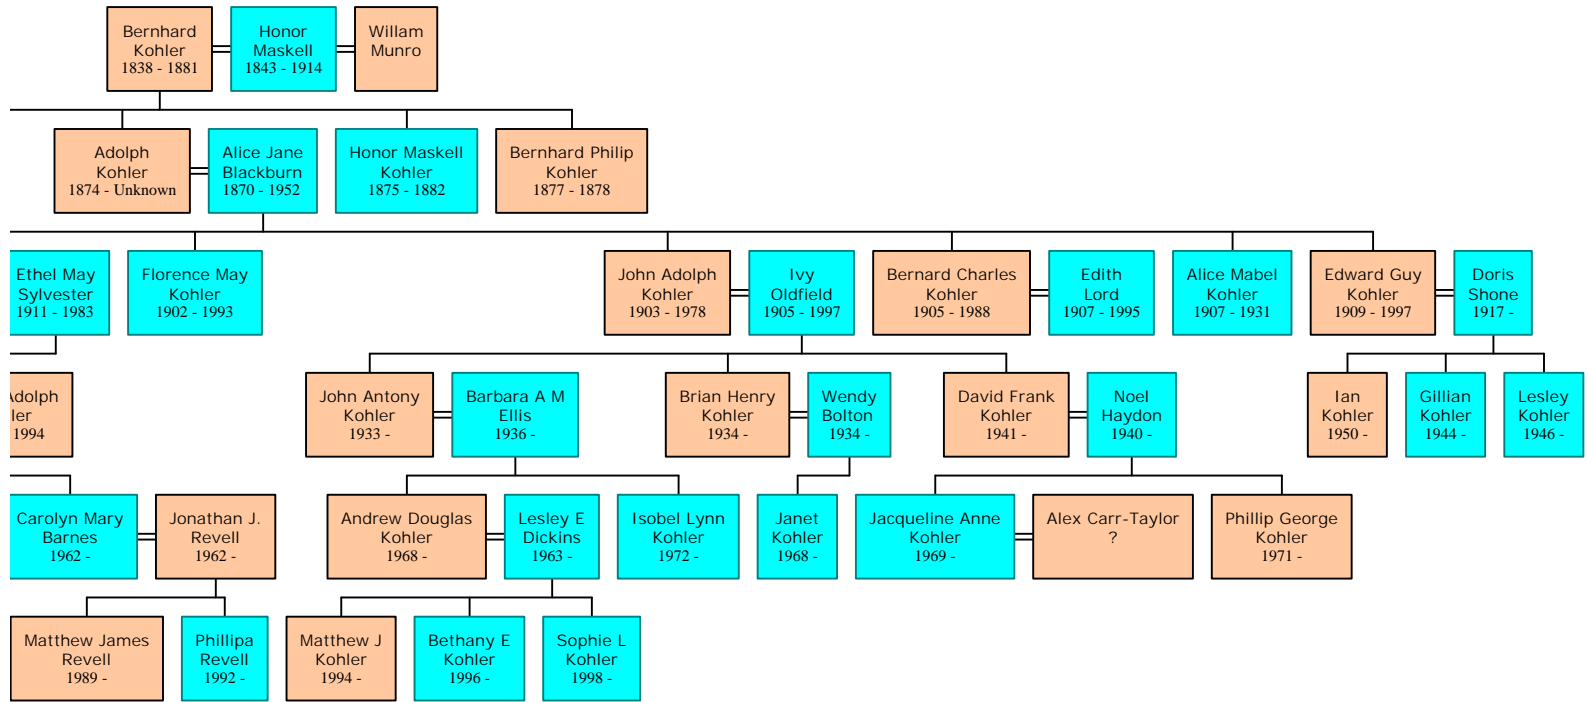 Bernhard
Kohler
1838 - 1881
Honor
Maskell
1843 - 1914
Willam
Munro
Adolph
Kohler
1874 - Unknown
Alice Jane
Blackburn
1870 - 1952
Honor Maskell
Kohler
1875 - 1882
Bernhard Philip
Kohler
1877 - 1878
Ethel May
Sylvester
1911 - 1983
Florence May
Kohler
1902 - 1993
John Adolph
Kohler
1903 - 1978
Ivy
Oldfield
1905 - 1997
Bernard Charles
Kohler
1905 - 1988
Edith
Lord
1907 - 1995
Alice Mabel
Kohler
1907 - 1931
Edward Guy
Kohler
1909 - 1997
Doris
Shone
1917 -
Adolph
ler
1994
John Antony
Kohler
1933 -
Barbara A M
Ellis
1936 -
Brian Henry
Kohler
1934 -
Wendy
Bolton
1934 -
David Frank
Kohler
1941 -
Noel
Haydon
1940 -
Ian
Kohler
1950 -
Gillian
Kohler
1944 -
Lesley
Kohler
1946 -
Carolyn Mary
Barnes
1962 -
Jonathan J.
Revell
1962 -
Andrew Douglas
Kohler
1968 -
Lesley E
Dickins
1963 -
Isobel Lynn
Kohler
1972 -
Janet
Kohler
1968 -
Jacqueline Anne
Kohler
1969 -
Alex Carr-Taylor
?
Phillip George
Kohler
1971 -
Matthew James
Revell
1989 -
Phillipa
Revell
1992 -
Matthew J
Kohler
1994 -
Bethany E
Kohler
1996 -
Sophie L
Kohler
1998 -